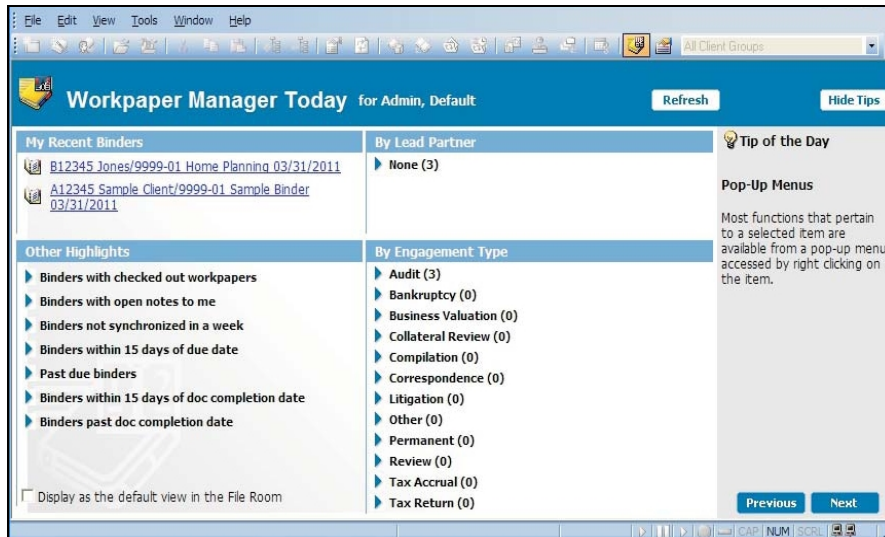 File Edit View Tools Window Help
All Client Groups
Workpaper Manager Today for Admin, Default
Refresh
Hide Tips
My Recent Binders
B12345 Jones/9999-01 Home Planning 03/31/2011
A12345 Sample Client/9999-01 Sample Binder
03/31/2011
By Lead Partner
None (3)
Other Highlights
Binders with checked out workpapers
Binders with open notes to me
Binders not synchronized in a week
Binders within 15 days of due date
Past due binders
Binders within 15 days of doc completion date
Binders past doc completion date
Display as the default view in the File Room
By Engagement Type
Audit (3)
Bankruptcy (0)
Business Valuation (0)
Collateral Review (0)
Compilation (0)
Correspondence (0)
Litigation (0)
Other (0)
Permanent (0)
Review (0)
Tax Accrual (0)
Tax Return (0)
Tip of the Day
Pop-Up Menus
Most functions that pertain
to a selected item are
available from a pop-up menu
accessed by right clicking on
the item.
Previous
Next
CAP NUM SCRL